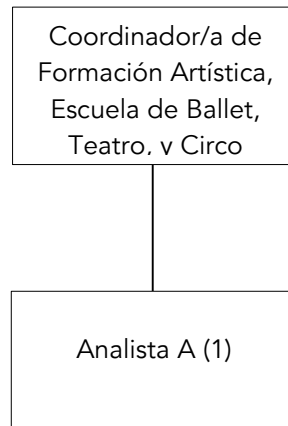 Coordinador/a de
Formación Artística,
Escuela de Ballet,
Teatro, y Circo
Analista A (1)